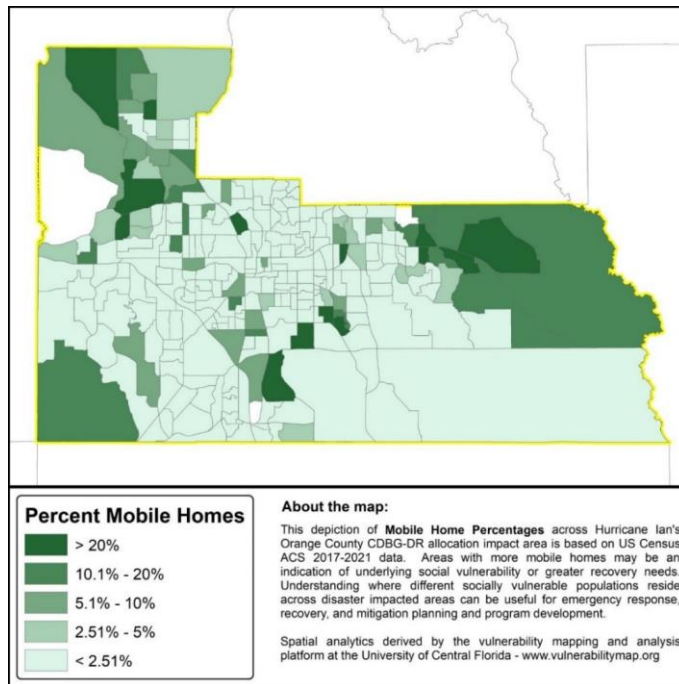 Percent Mobile Homes
> 20%
10.1% - 20%
5.1% - 10%
2.51% - 5%
< 2.51%
About the map:
This depiction of Mobile Home Percentages across Hurricane Ian's
Orange County CDBG-DR allocation impact area is based on US Census
ACS 2017-2021 data. Areas with more mobile homes may be an
indication of underlying social vulnerability or greater recovery needs.
Understanding where different socially vulnerable populations reside
across disaster impacted areas can be useful for emergency response,
recovery, and mitigation planning and program development.
Spatial analytics derived by the vulnerability mapping and analysis
platform at the University of Central Florida - www.vulnerabilitymap.org